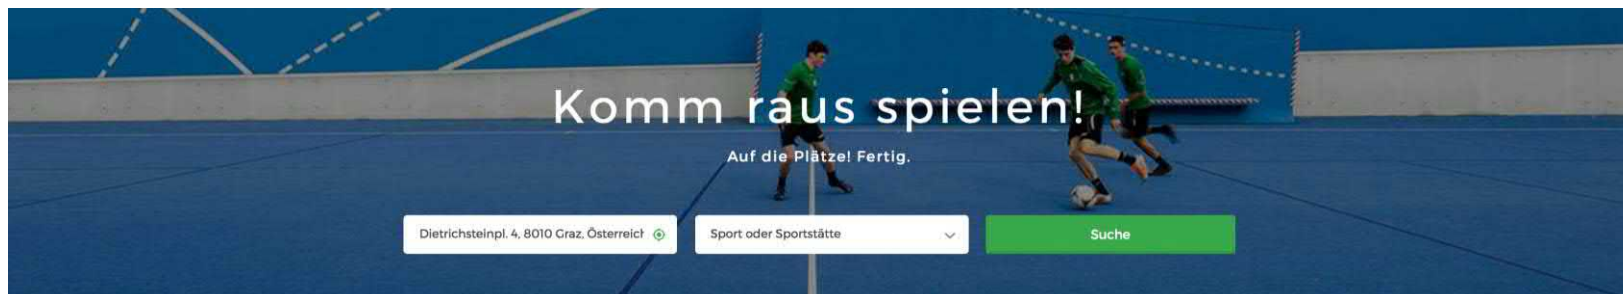 Komm raus spielen!
Auf die Plätze! Fertig.
Dietrichsteinpl. 4, 8010 Graz, Österreich
Sport oder Sportstätte
Suche